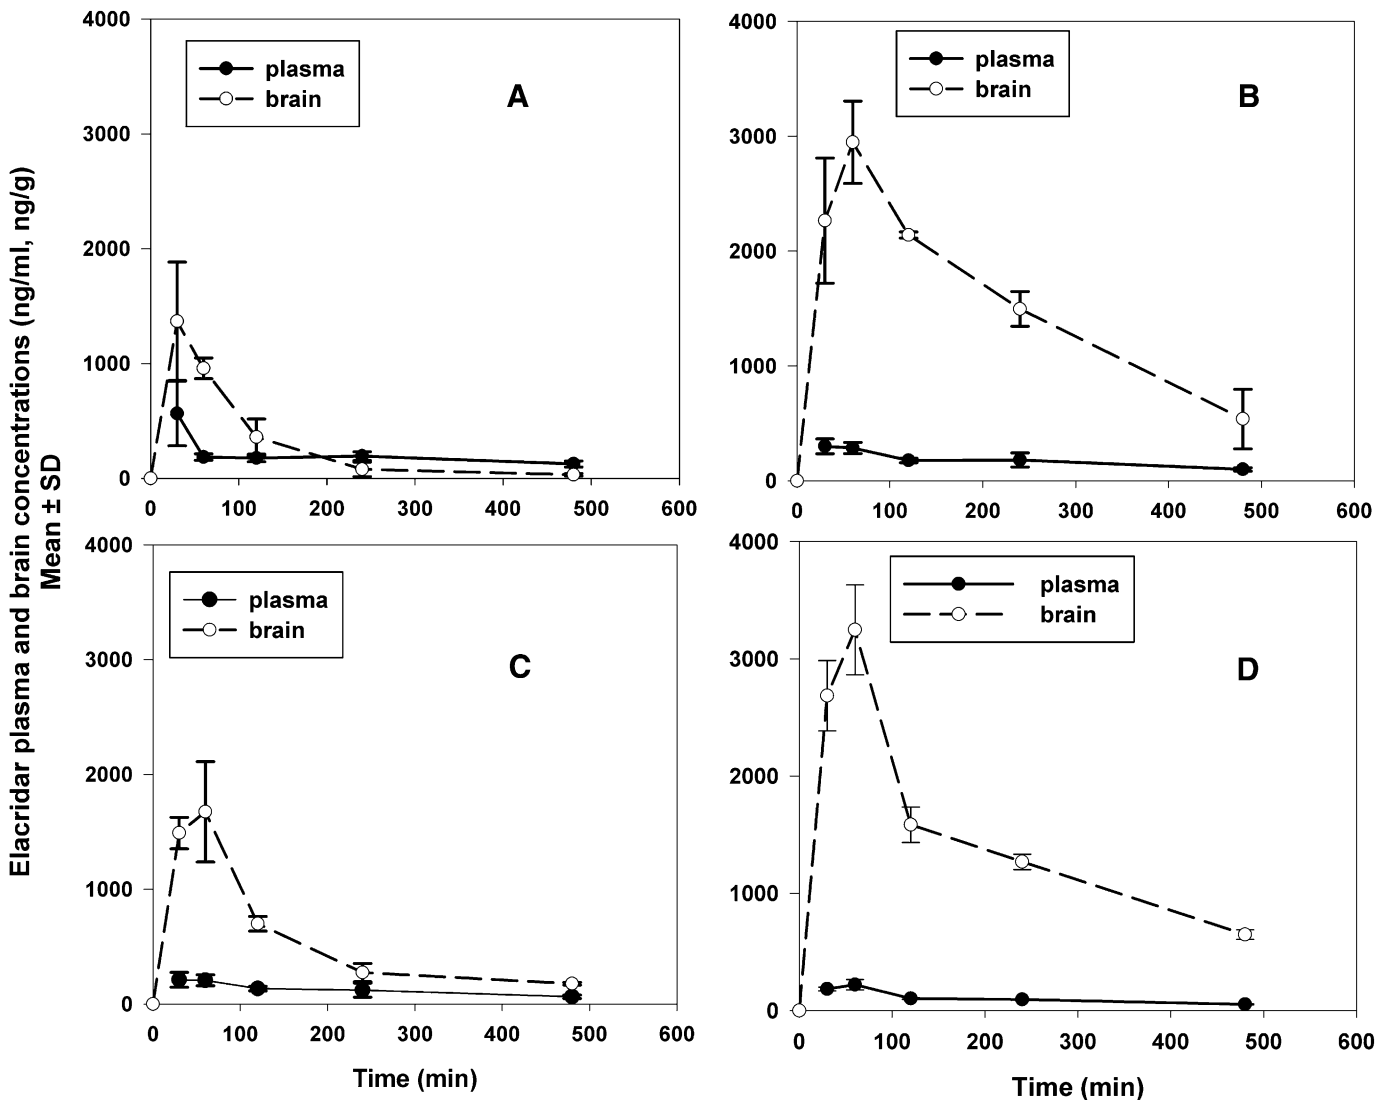 Elacridar plasma and brain concentrations (ng/ml, ng/g)
Mean ± SD
4000
3000
2000
1000
0
0 100 200 300 400 500 600
plasma
brain
A
4000
3000
2000
1000
0
0 100 200 300 400 500 600
plasma
brain
B
4000
3000
2000
1000
0
0 100 200 300 400 500 600
plasma
brain
C
Time (min)
4000
3000
2000
1000
0
0 100 200 300 400 500 600
plasma
brain
D
Time (min)